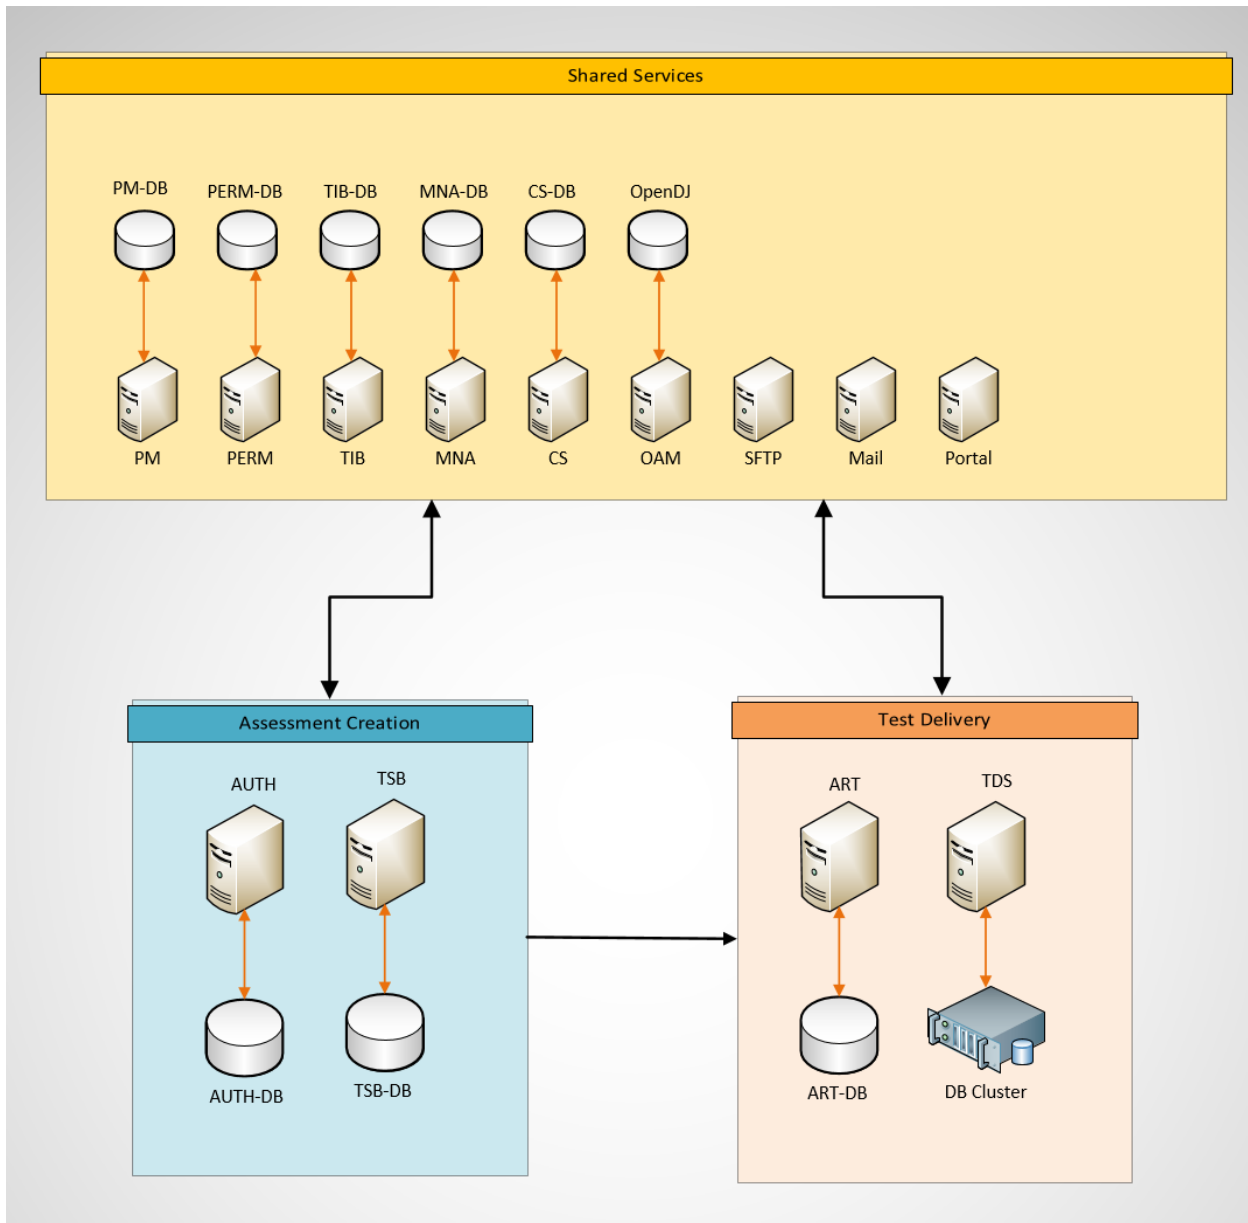 Shared Services
PM-DB
PERM-DB
TIB-DB
MNA-DB
CS-DB
OpenDJ
PM
PERM
TIB
MNA
CS
OAM
SFTP
Mail
Portal
Assessment Creation
AUTH
TSB
AUTH-DB
TSB-DB
Test Delivery
ART
TDS
ART-DB
DB Cluster